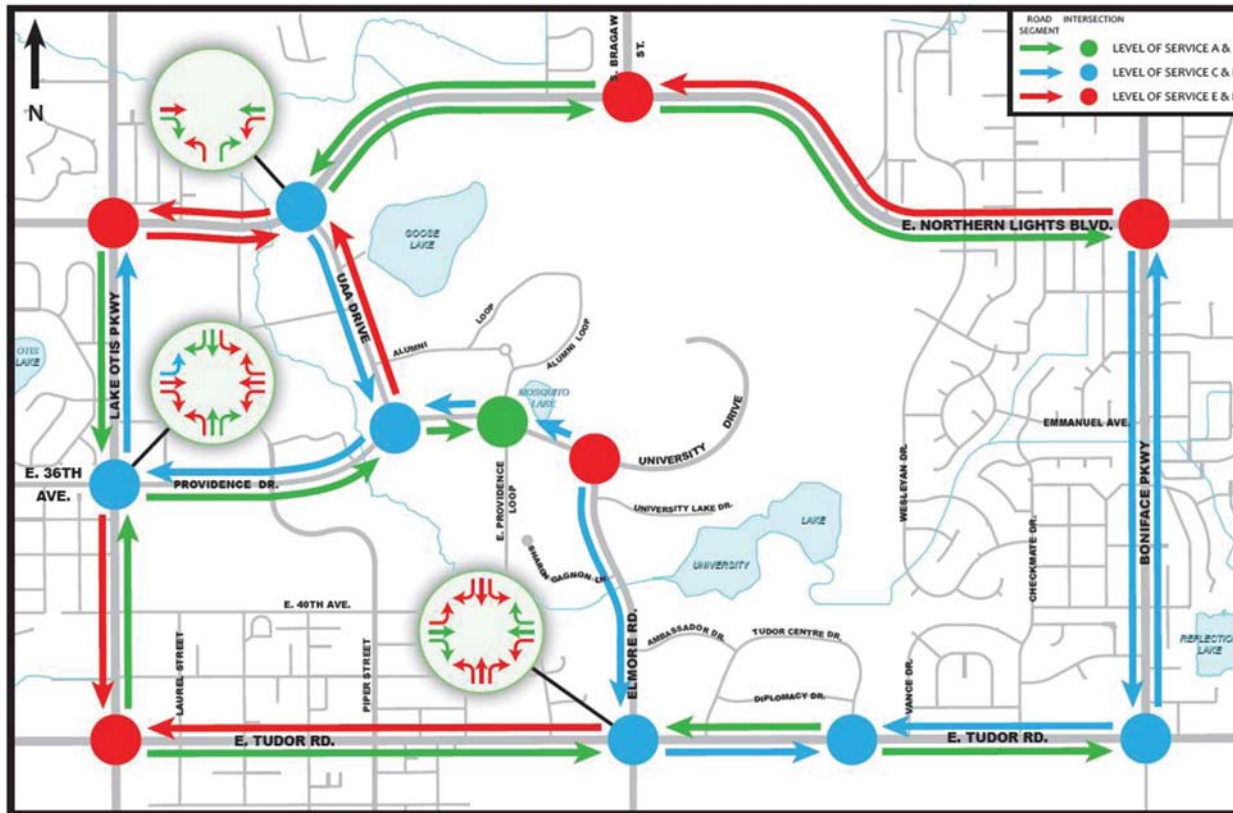 ROAD SEGMENT
INTERSECTION
LEVEL OF SERVICE A &
LEVEL OF SERVICE C &
LEVEL OF SERVICE E &
N
S. BRAGAW
ST.
E. NORTHERN LIGHTS BLVD.
GOOSE
LAKE
UAA DRIVE
LAKE OTIS PKWY
OTIS
LAKE
ALUMNI
LOOP
ALUMNI LOOP
MOSQUITO
LAKE
UNIVERSITY
DRIVE
EMMANUEL AVE.
WESLEYAN DR.
BONIFACE PKWY
E. 36TH
AVE.
PROVIDENCE DR.
E. PROVIDENCE
LOOP
UNIVERSITY LAKE DR.
LAKE
UNIVERSITY
CHECKMATE DR.
SHARON GAGNON LN.
E. 40TH AVE.
LAUREL STREET
PIPER STREET
ELMORE RD.
AMBASSADOR DR.
TUDOR CENTRE DR.
DIPLOMACY DR.
VANCE DR.
REFLECTION
LAKE
E. TUDOR RD.
E. TUDOR RD.